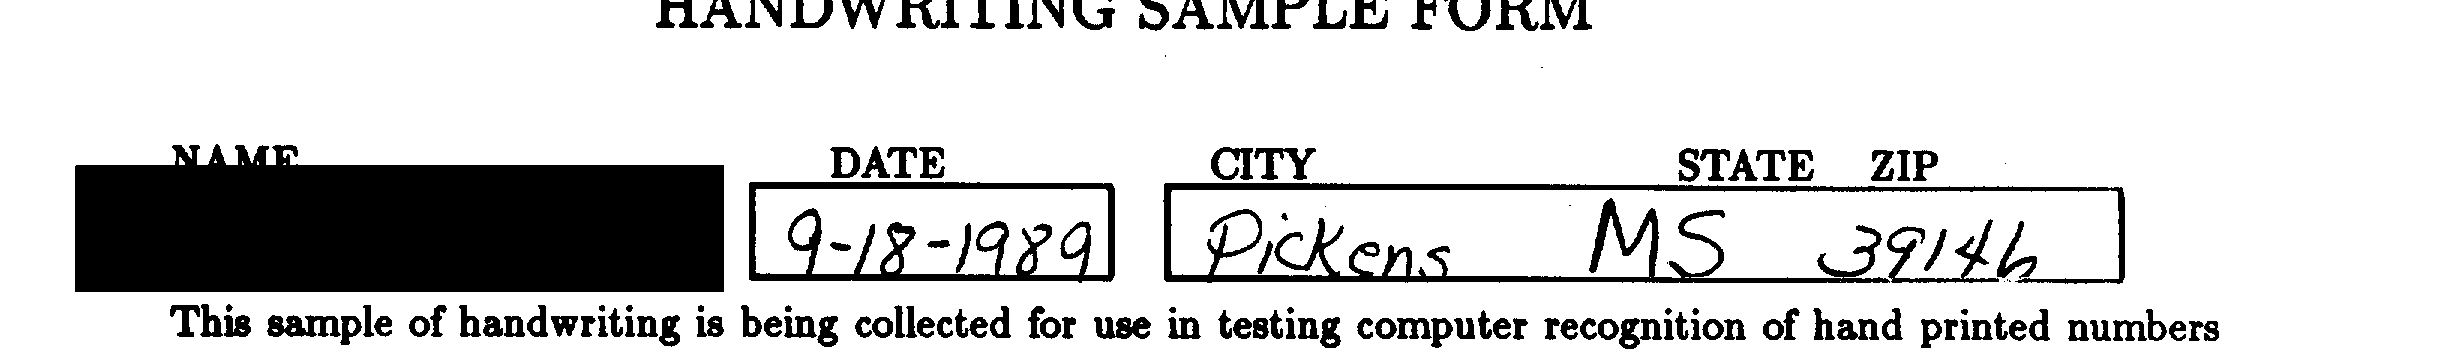 HANDWRITING SAMPLE FORM
NAME DATE CITY STATE ZIP
9-18-1989 Pickens MS 39146
This sample of handwriting is being collected for use in testing computer recognition of hand printed numbers